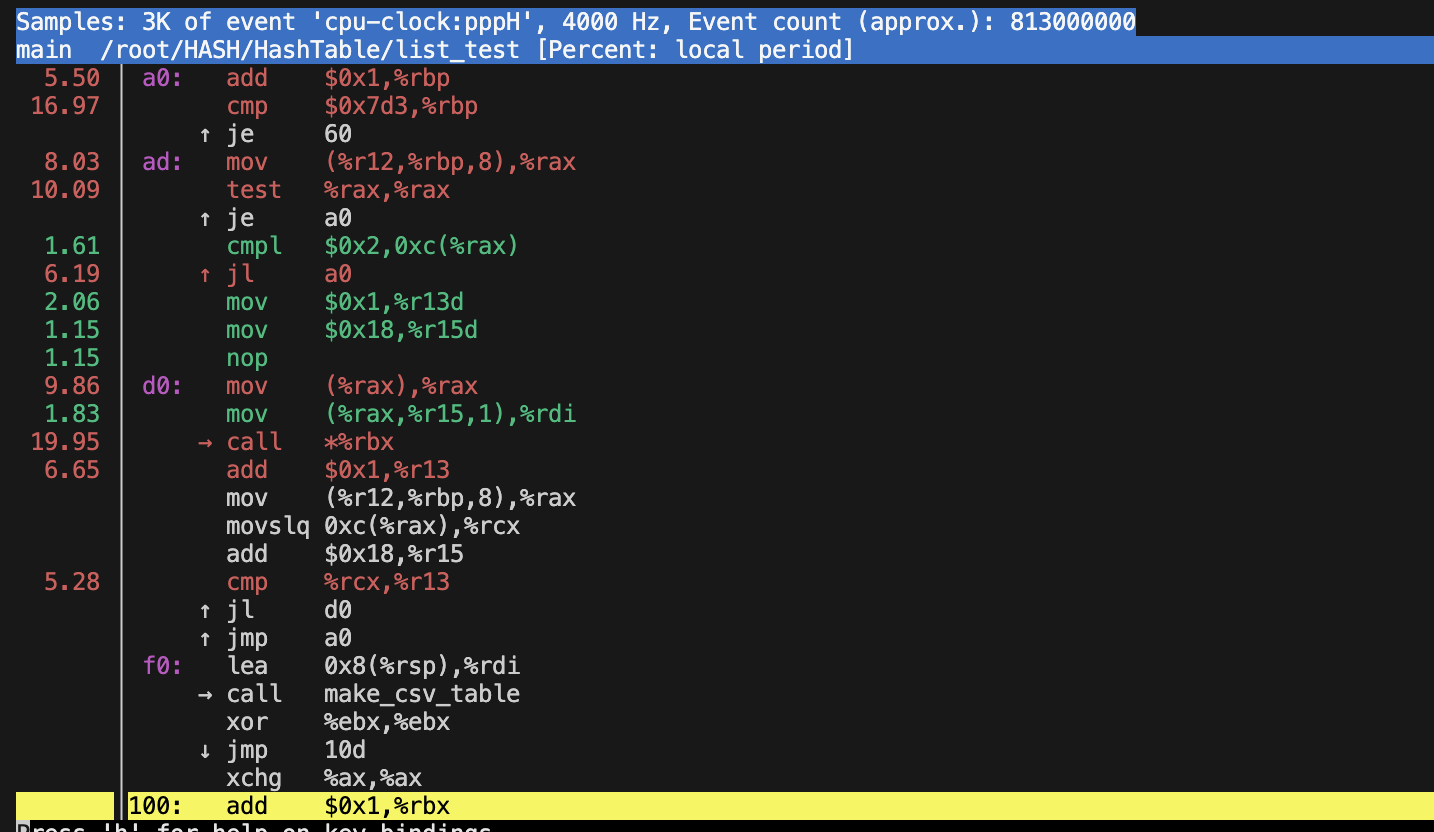 Samples: 3K of event 'cpu-clock:pppH', 4000 Hz, Event count (approx.): 813000000
main  /root/HASH/HashTable/list_test [Percent: local period]
5.50 a0: add $0x1,%rbp
16.97 cmp $0x7d3,%rbp
↑ je 60
8.03 ad: mov (%r12,%rbp,8),%rax
10.09 test %rax,%rax
↑ je a0
1.61 cmpl $0x2,0xc(%rax)
6.19 ↑ jl a0
2.06 mov $0x1,%r13d
1.15 mov $0x18,%r15d
1.15 nop
9.86 d0: mov (%rax),%rax
1.83 mov (%rax,%r15,1),%rdi
19.95 → call *%rbx
6.65 add $0x1,%r13
mov (%r12,%rbp,8),%rax
movslq 0xc(%rax),%rcx
add $0x18,%r15
5.28 cmp %rcx,%r13
↑ jl d0
↑ jmp a0
f0: lea 0x8(%rsp),%rdi
→ call make_csv_table
xor %ebx,%ebx
↓ jmp 10d
xchg %ax,%ax
100: add $0x1,%rbx
Press 'h' for help on key bindings